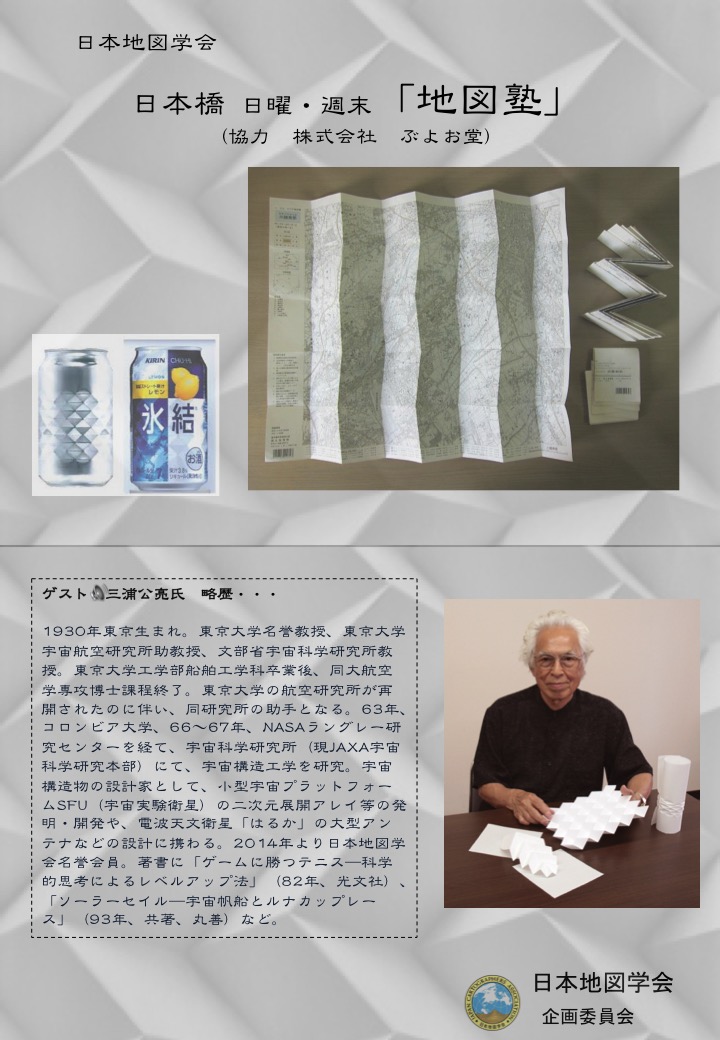 日本地図学会
日本橋 日曜・週末 「地図塾」
(協力　株式会社　ぶよお堂)
KIRIN
レモン
氷結
お酒
ゲスト 三浦公亮氏　略歴・・・
1930年東京生まれ。東京大学名誉教授、東京大学
宇宙航空研究所助教授、文部省宇宙科学研究所教
授。東京大学工学部船舶工学科卒業後、同大航空
学専攻博士課程終了。東京大学の航空研究所が再
開されたのに伴い、同研究所の助手となる。63年、
コロンビア大学、66～67年、NASAラングレー研
究センターを経て、宇宙科学研究所（現JAXA宇宙
科学研究本部）にて、宇宙構造工学を研究。宇宙
構造物の設計家として、小型宇宙プラットフォー
ムSFU（宇宙実験衛星）の二次元展開アレイ等の発
明・開発や、電波天文衛星「はるか」の大型アン
テナなどの設計に携わる。2014年より日本地図学
会名誉会員。著書に「ゲームに勝つテニス―科学
的思考によるレベルアップ法」（82年、光文社）、
「ソーラーセイル―宇宙帆船とルナカップレー
ス」（93年、共著、丸善）など。
日本地図学会
企画委員会